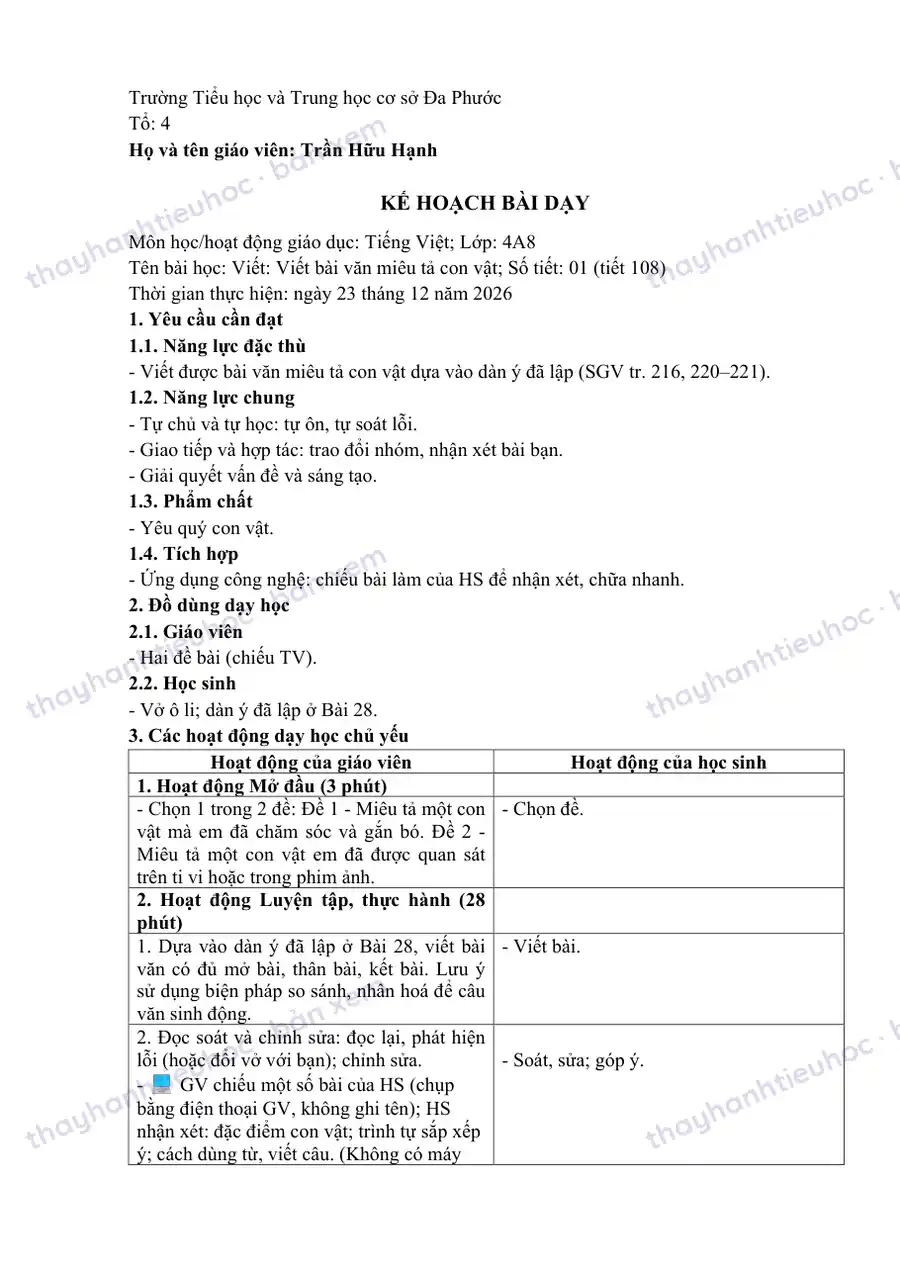 Trường Tiểu học và Trung học cơ sở Đa Phước
Tổ: 4
Họ và tên giáo viên: Trần Hữu Hạnh
KẾ HOẠCH BÀI DẠY
Môn học/hoạt động giáo dục: Tiếng Việt; Lớp: 4A8
Tên bài học: Viết: Viết bài văn miêu tả con vật; Số tiết: 01 (tiết 108)
Thời gian thực hiện: ngày 23 tháng 12 năm 2026
1. Yêu cầu cần đạt
1.1. Năng lực đặc thù
- Viết được bài văn miêu tả con vật dựa vào dàn ý đã lập (SGV tr. 216, 220–221).
1.2. Năng lực chung
- Tự chủ và tự học: tự ôn, tự soát lỗi.
- Giao tiếp và hợp tác: trao đổi nhóm, nhận xét bài bạn.
- Giải quyết vấn đề và sáng tạo.
1.3. Phẩm chất
- Yêu quý con vật.
1.4. Tích hợp
- Ứng dụng công nghệ: chiếu bài làm của HS để nhận xét, chữa nhanh.
2. Đồ dùng dạy học
2.1. Giáo viên
- Hai đề bài (chiếu TV).
2.2. Học sinh
- Vở ô li; dàn ý đã lập ở Bài 28.
3. Các hoạt động dạy học chủ yếu
Hoạt động của giáo viên
Hoạt động của học sinh
1. Hoạt động Mở đầu (3 phút)
- Chọn 1 trong 2 đề: Đề 1 - Miêu tả một con
vật mà em đã chăm sóc và gắn bó. Đề 2 -
Miêu tả một con vật em đã được quan sát
trên ti vi hoặc trong phim ảnh.
- Chọn đề.
2. Hoạt động Luyện tập, thực hành (28
phút)
1. Dựa vào dàn ý đã lập ở Bài 28, viết bài
văn có đủ mở bài, thân bài, kết bài. Lưu ý
sử dụng biện pháp so sánh, nhân hoá để câu
văn sinh động.
- Viết bài.
2. Đọc soát và chỉnh sửa: đọc lại, phát hiện
lỗi (hoặc đổi vở với bạn); chỉnh sửa.
- GV chiếu một số bài của HS (chụp
bằng điện thoại GV, không ghi tên); HS
nhận xét: đặc điểm con vật; trình tự sắp xếp
ý; cách dùng từ, viết câu. (Không có máy
- Soát, sửa; góp ý.
thayhanhtieuhoc · bản xem
thayhanhtieuhoc · b
thayhanhtieuhoc · bản xem
thayhanhtieuhoc · b
thayhanhtieuhoc · bản xem
thayhanhtieuhoc · b